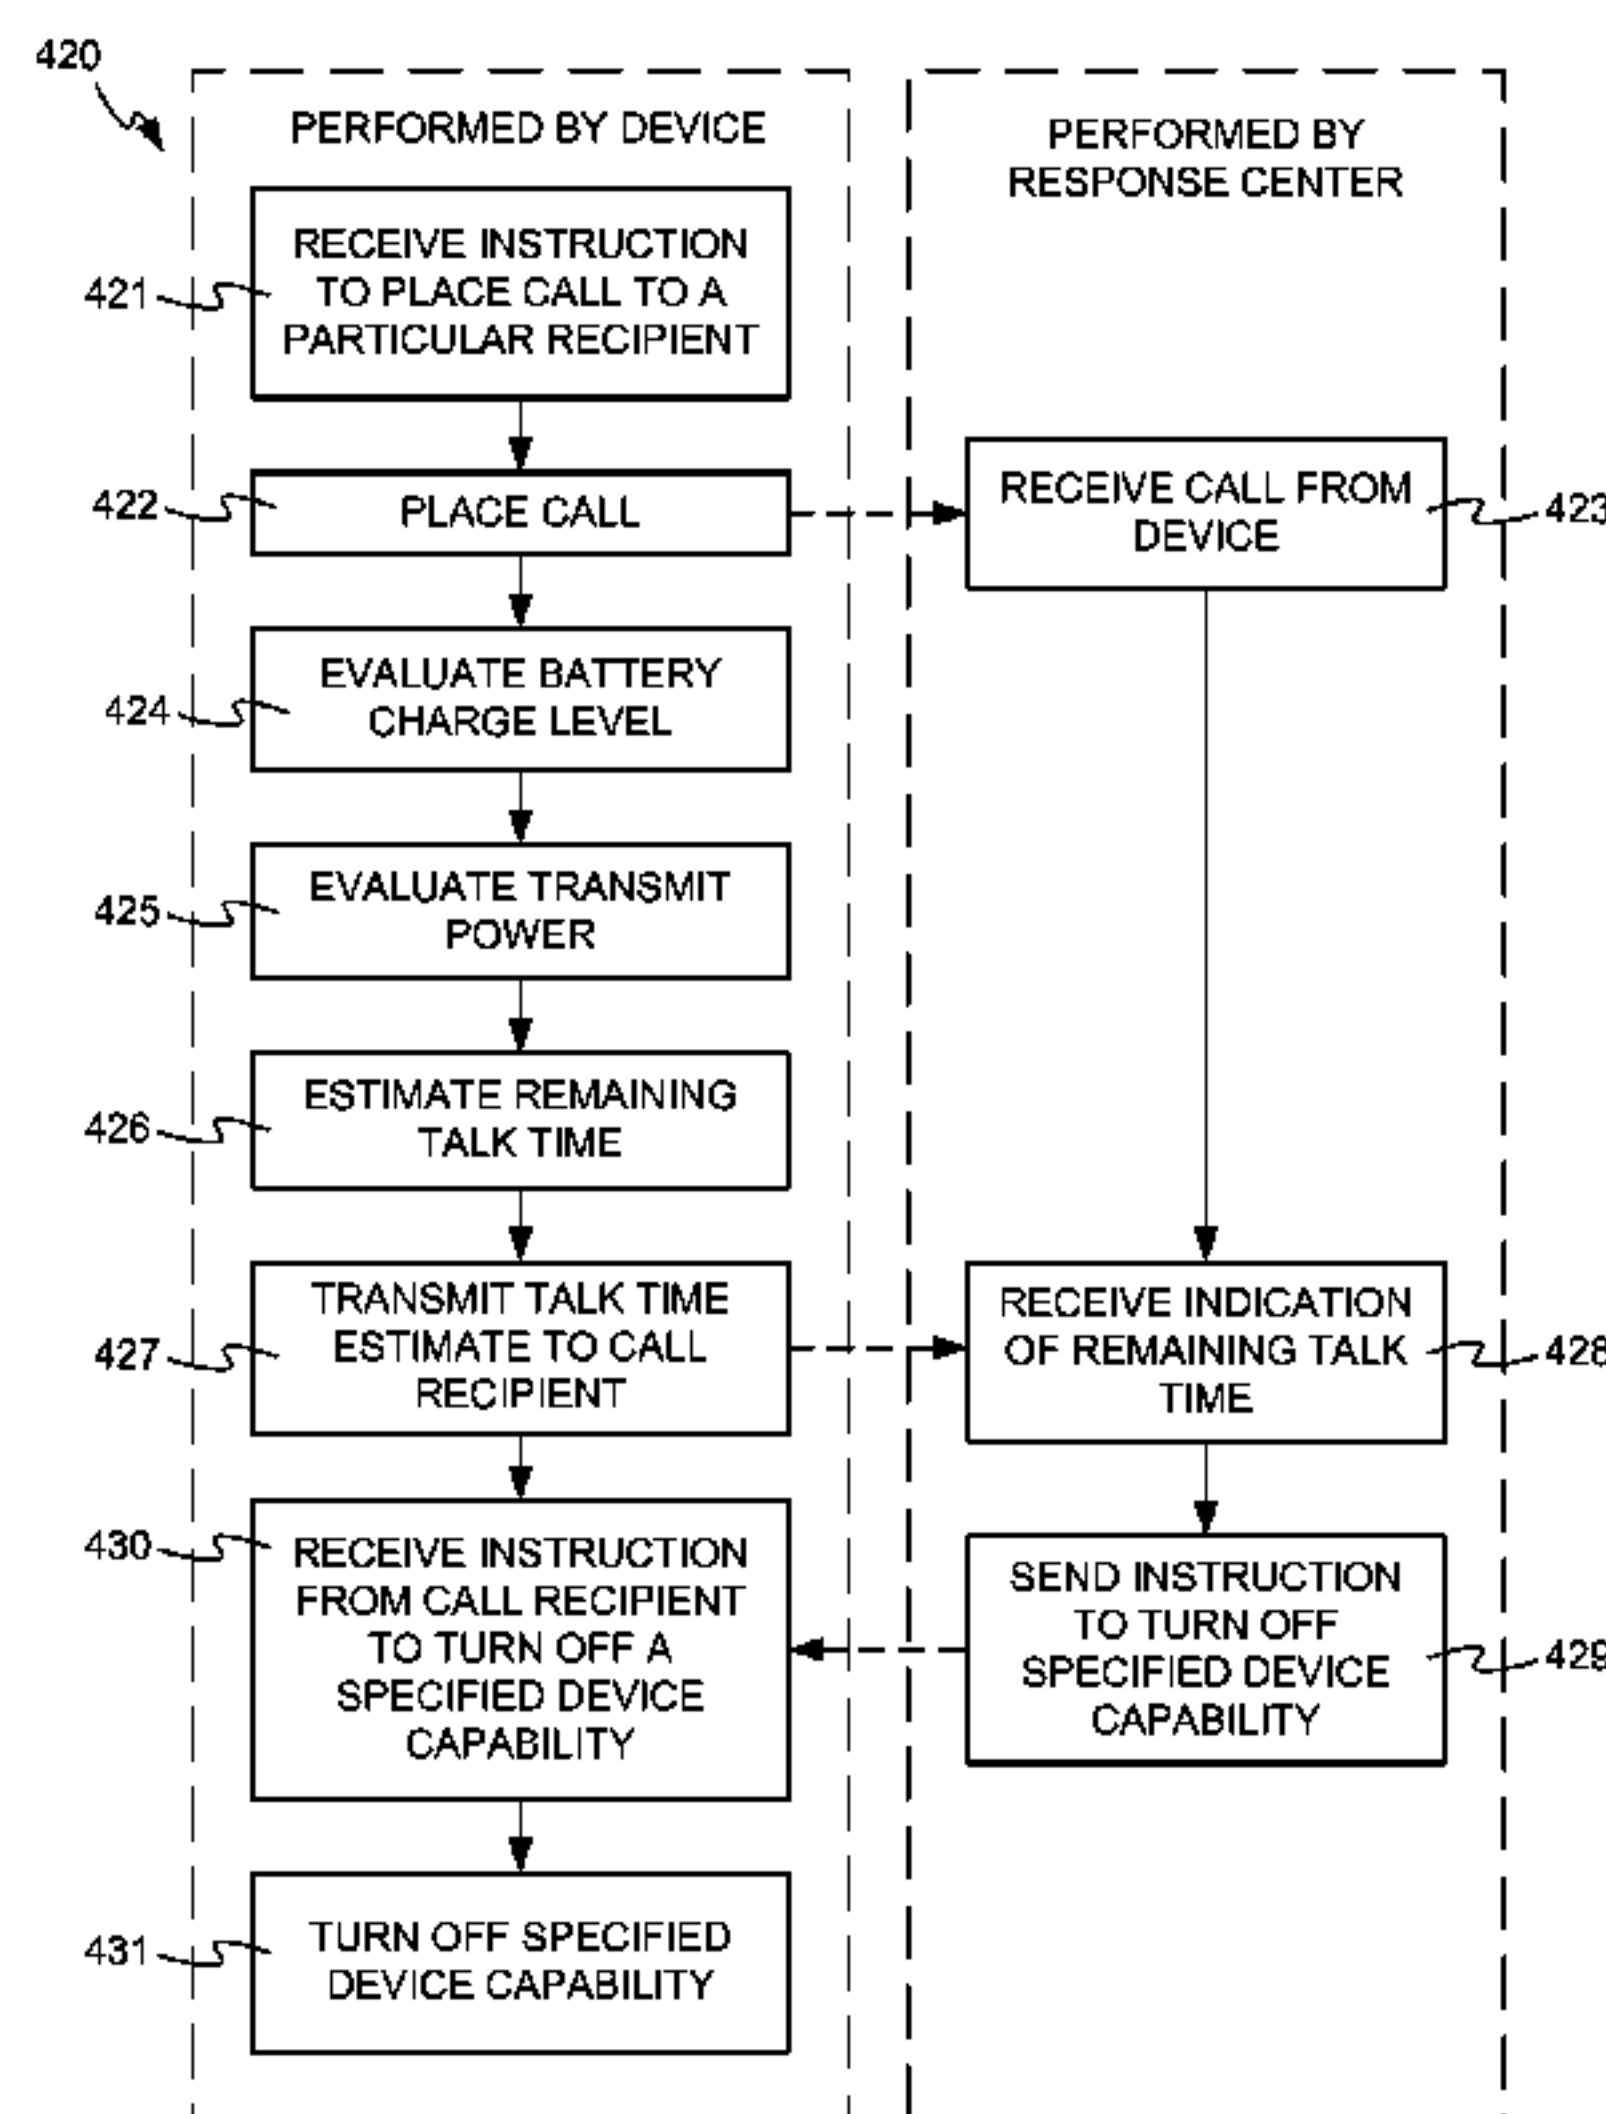 420
PERFORMED BY DEVICE
PERFORMED BY
RESPONSE CENTER
421
RECEIVE INSTRUCTION
TO PLACE CALL TO A
PARTICULAR RECIPIENT
422
PLACE CALL
RECEIVE CALL FROM
DEVICE
423
424
EVALUATE BATTERY
CHARGE LEVEL
425
EVALUATE TRANSMIT
POWER
426
ESTIMATE REMAINING
TALK TIME
427
TRANSMIT TALK TIME
ESTIMATE TO CALL
RECIPIENT
RECEIVE INDICATION
OF REMAINING TALK
TIME
428
430
RECEIVE INSTRUCTION
FROM CALL RECIPIENT
TO TURN OFF A
SPECIFIED DEVICE
CAPABILITY
SEND INSTRUCTION
TO TURN OFF
SPECIFIED DEVICE
CAPABILITY
429
431
TURN OFF SPECIFIED
DEVICE CAPABILITY